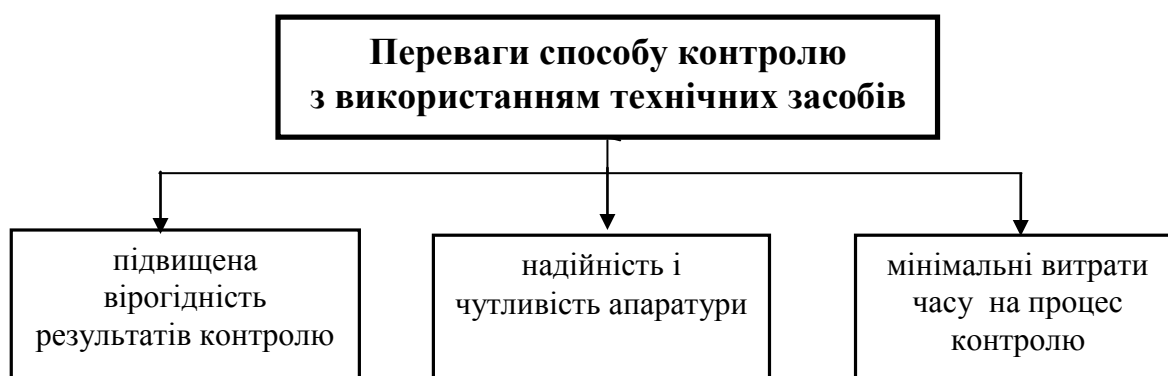 Переваги способу контролю
з використанням технічних засобів
підвищена
вірогідність
результатів контролю
надійність і
чутливість апаратури
мінімальні витрати
часу на процес
контролю